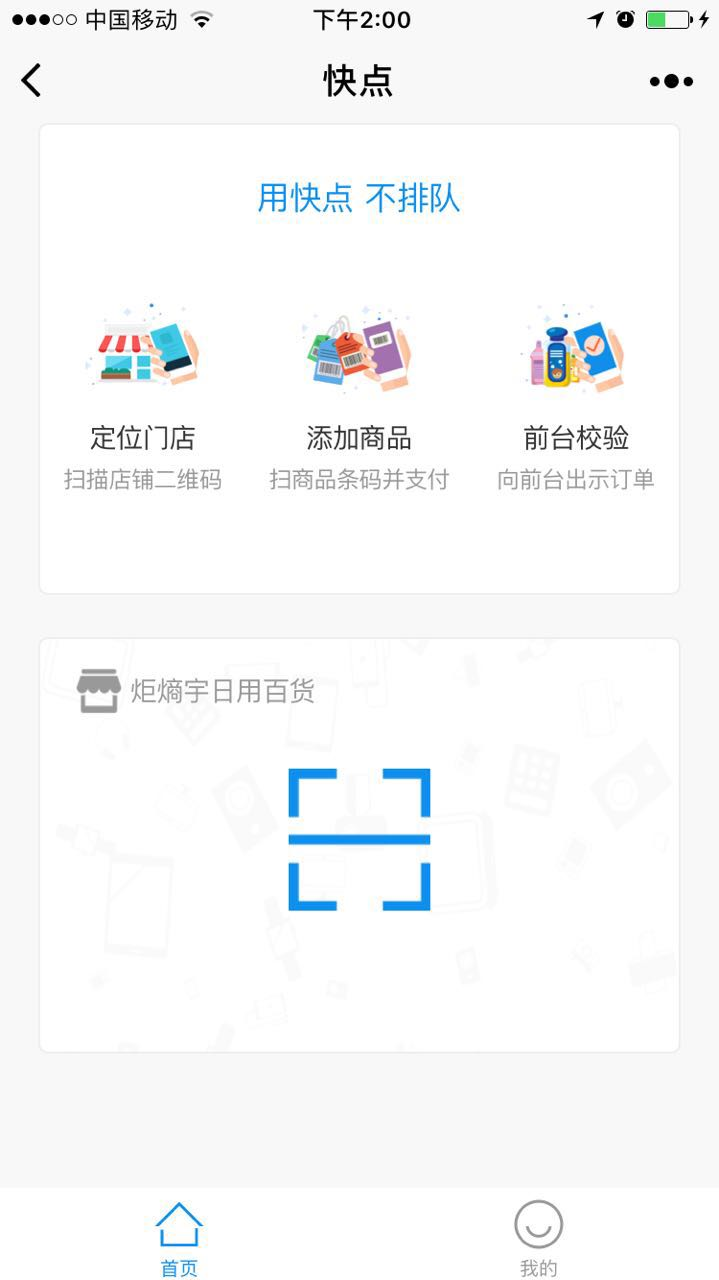 中国移动 下午2:00
快点
用快点 不排队
定位门店 添加商品 前台校验
扫描店铺二维码 扫商品条码并支付 向前台出示订单
炬熵宇日用百货
首页 我的